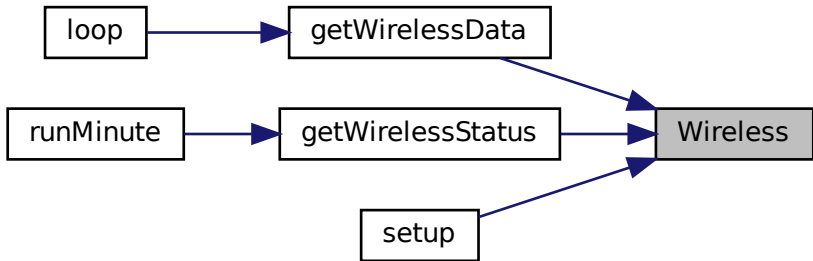 loop
getWirelessData
runMinute
getWirelessStatus
Wireless
setup